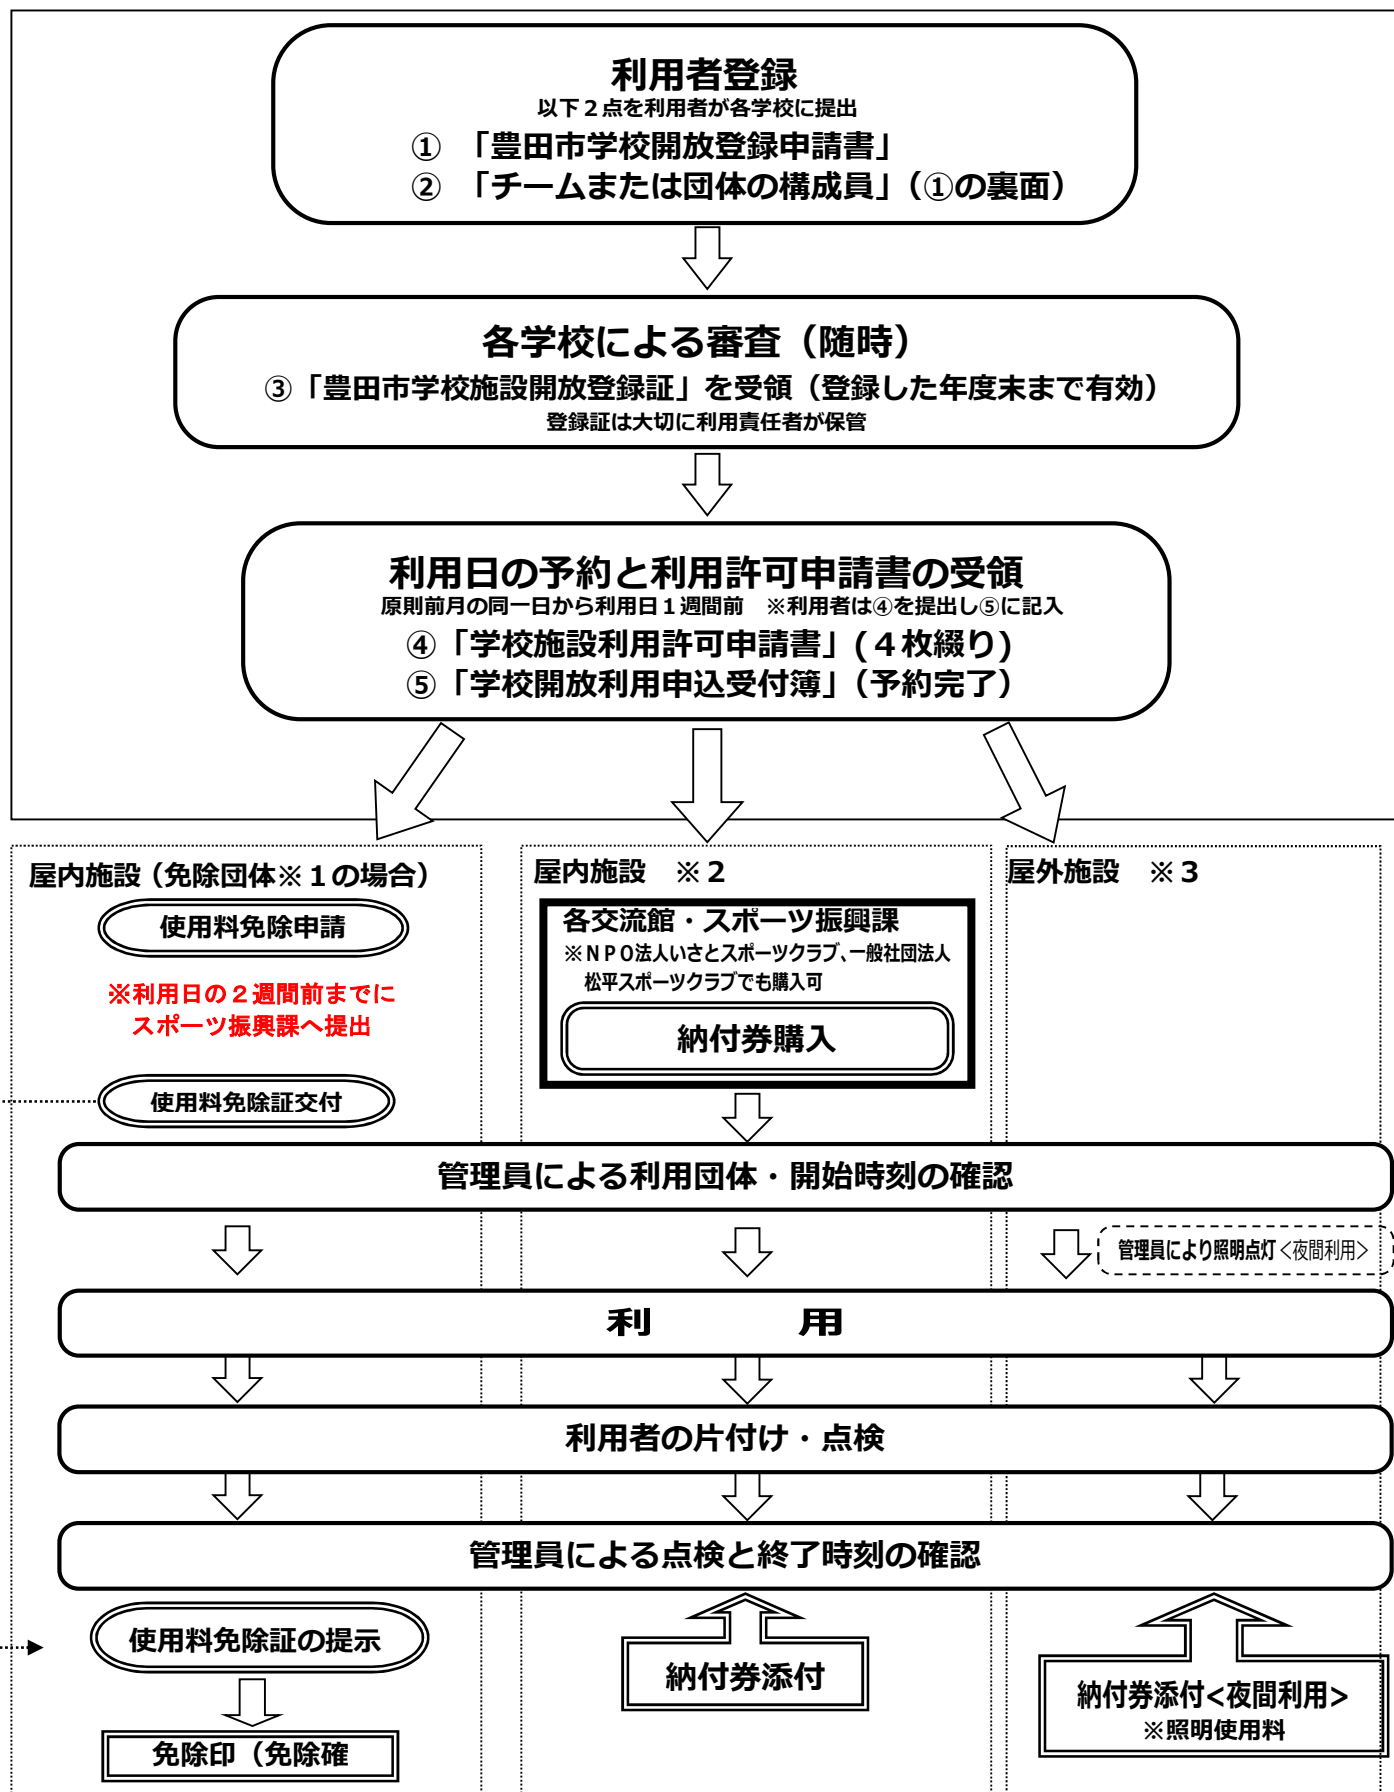 利用者登録
以下２点を利用者が各学校に提出
① 「豊田市学校開放登録申請書」
② 「チームまたは団体の構成員」（①の裏面）
各学校による審査（随時）
③「豊田市学校施設開放登録証」を受領（登録した年度末まで有効）
登録証は大切に利用責任者が保管
利用日の予約と利用許可申請書の受領
原則前月の同一日から利用日１週間前　※利用者は④を提出し⑤に記入
④「学校施設利用許可申請書」(４枚綴り)
⑤「学校開放利用申込受付簿」（予約完了）
屋内施設（免除団体※１の場合）
使用料免除申請
※利用日の２週間前までに
スポーツ振興課へ提出
使用料免除証交付
屋内施設　※２
各交流館・スポーツ振興課
※ＮＰＯ法人いさとスポーツクラブ、一般社団法人
松平スポーツクラブでも購入可
納付券購入
屋外施設　※３
管理員による利用団体・開始時刻の確認
管理員により照明点灯＜夜間利用＞
利　　用
利用者の片付け・点検
管理員による点検と終了時刻の確認
使用料免除証の提示
免除印（免除確
納付券添付
納付券添付<夜間利用>
※照明使用料